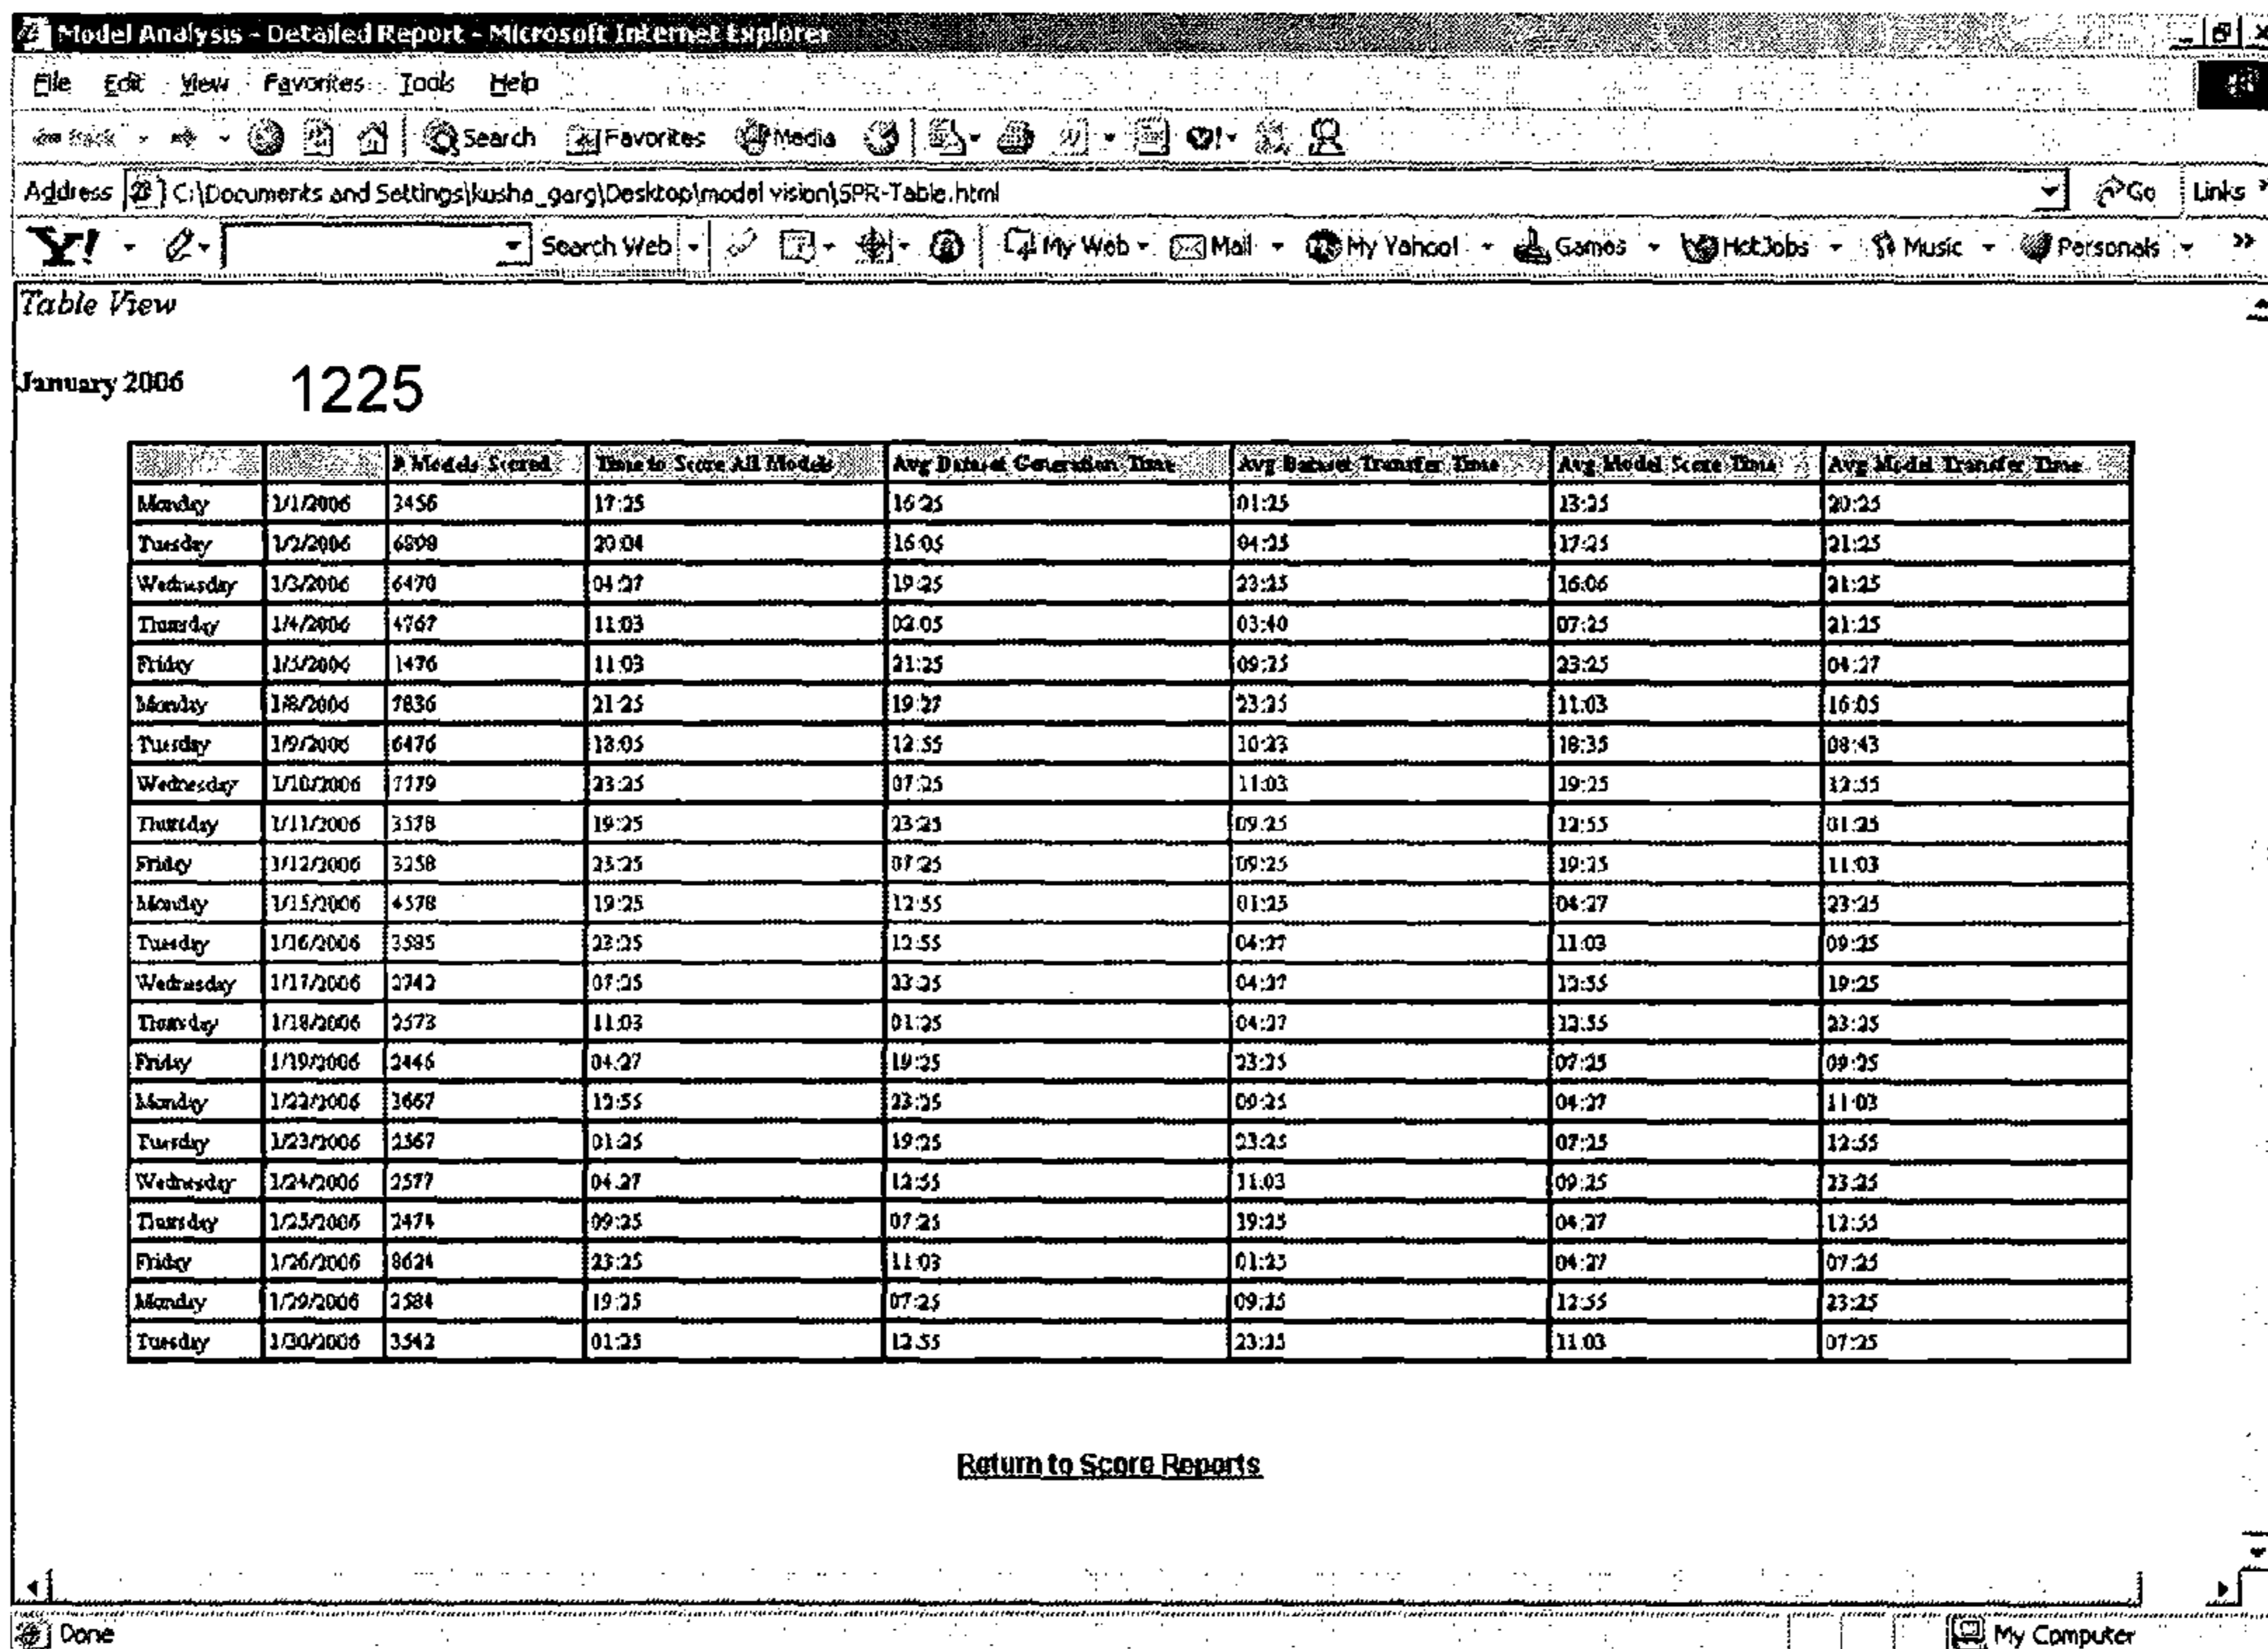 Model Analysis - Detailed Report - Microsoft Internet Explorer
File Edit View Favorites Tools Help
Back Search Favorites Media
Address C:\Documents and Settings\kusha_garg\Desktop\model vision\SPR-Table.html Go Links »
Y! Search Web My Web Mail My Yahoo! Games HotJobs Music Personals »
Table View
January 2006 1225
# Models Scored Time to Score All Models Avg Dataset Generation Time Avg Dataset Transfer Time Avg Model Score Time Avg Model Transfer Time
Monday 1/1/2006 3456 17:25 16:25 01:25 13:25 20:25
Tuesday 1/2/2006 20:04 16:05 04:25 17:25 21:25
Wednesday 1/3/2006 6470 04:27 19:25 23:25 16:06 21:25
Thursday 1/4/2006 4767 11:03 02:05 03:40 07:25 21:25
Friday 1/5/2006 1476 11:03 21:25 09:25 23:25 04:27
Monday 1/8/2006 7836 21:25 19:27 23:25 11:03 16:05
Tuesday 1/9/2006 6476 12:55 10:23 18:35 08:43
Wednesday 1/10/2006 23:25 07:25 11:03 19:25 12:55
Thursday 1/11/2006 3578 19:25 23:25 09:25 12:55 01:25
Friday 1/12/2006 3258 23:25 07:25 09:25 19:25 11:03
Monday 1/15/2006 4578 19:25 12:55 01:25 04:27 23:25
Tuesday 1/16/2006 23:25 12:55 04:27 11:03 09:25
Wednesday 1/17/2006 2742 07:25 23:25 04:27 12:55 19:25
Thursday 1/18/2006 2573 11:03 01:25 04:27 12:55 23:25
Friday 1/19/2006 2446 04:27 19:25 23:25 07:25 09:25
Monday 1/22/2006 12:55 23:25 09:25 04:27 11:03
Tuesday 1/23/2006 2567 01:25 19:25 23:25 07:25 12:55
Wednesday 1/24/2006 2577 04:27 12:55 11:03 09:25 23:25
Thursday 1/25/2006 2474 09:25 07:25 19:25 04:27 12:55
Friday 1/26/2006 8624 23:25 11:03 01:25 04:27 07:25
Monday 1/29/2006 2584 19:25 07:25 09:25 12:55 23:25
Tuesday 1/30/2006 3542 01:25 12:55 23:25 11:03 07:25
Return to Score Reports
Done My Computer